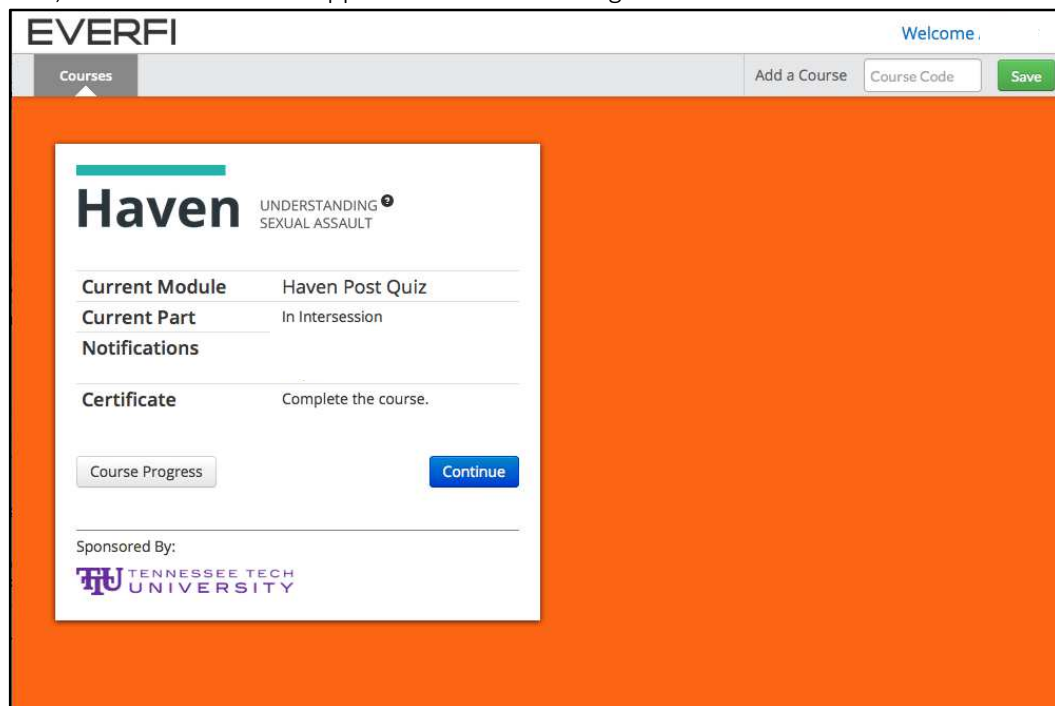 EVERFI
Welcome
Courses
Add a Course
Course Code
Save
Haven
UNDERSTANDING ?
SEXUAL ASSAULT
Current Module Haven Post Quiz
Current Part In Intersession
Notifications
Certificate Complete the course.
Course Progress
Continue
Sponsored By:
TTU TENNESSEE TECH
UNIVERSITY